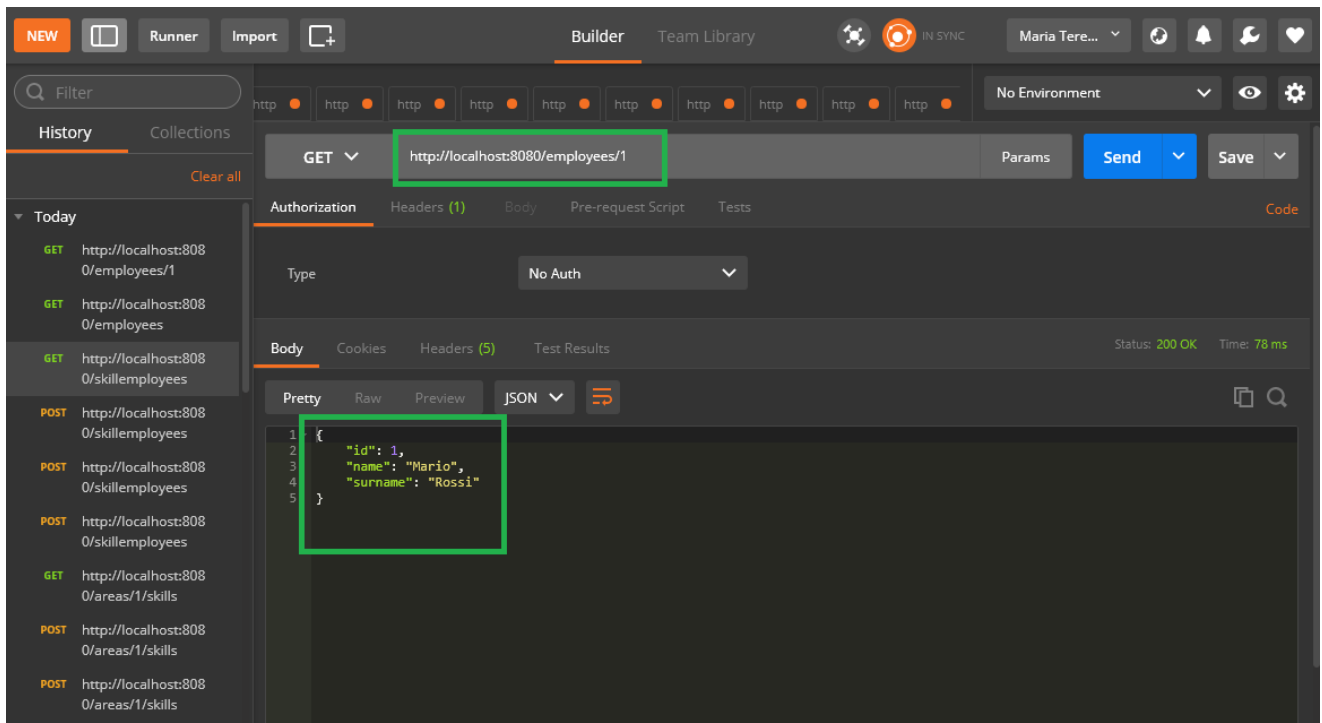 NEW Runner Import Builder Team Library IN SYNC Maria Tere...
Filter
http http http http http http http http http http
No Environment
History Collections
GET http://localhost:8080/employees/1 Params Send Save
Clear all
Authorization Headers (1) Body Pre-request Script Tests Code
Today
GET http://localhost:808
0/employees/1
Type No Auth
GET http://localhost:808
0/employees
Body Cookies Headers (5) Test Results Status: 200 OK Time: 78 ms
GET http://localhost:808
0/skillemployees
Pretty Raw Preview JSON
POST http://localhost:808
0/skillemployees
1 {
2 "id": 1,
3 "name": "Mario",
4 "surname": "Rossi"
5 }
POST http://localhost:808
0/skillemployees
POST http://localhost:808
0/skillemployees
GET http://localhost:808
0/areas/1/skills
POST http://localhost:808
0/areas/1/skills
POST http://localhost:808
0/areas/1/skills